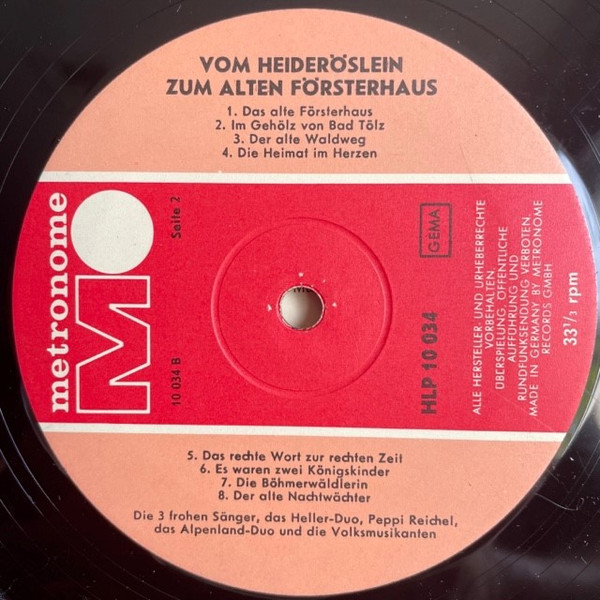 VOM HEIDERÖSLEIN
ZUM ALTEN FÖRSTERHAUS
1. Das alte Försterhaus
2. Im Gehölz von Bad Tölz
3. Der alte Waldweg
4. Die Heimat im Herzen
metronome
Seite 2
10 034 B
GEMA
HLP 10 034
ALLE HERSTELLER- UND URHEBERRECHTE
VORBEHALTEN
ÜBERSPIELUNG, ÖFFENTLICHE
AUFFÜHRUNG UND
RUNDFUNKSENDUNG VERBOTEN
MADE IN GERMANY BY METRONOME
RECORDS GMBH
33 1/3 rpm
5. Das rechte Wort zur rechten Zeit
6. Es waren zwei Königskinder
7. Die Böhmerwäldlerin
8. Der alte Nachtwächter
Die 3 frohen Sänger, das Heller-Duo, Peppi Reichel,
das Alpenland-Duo und die Volksmusikanten